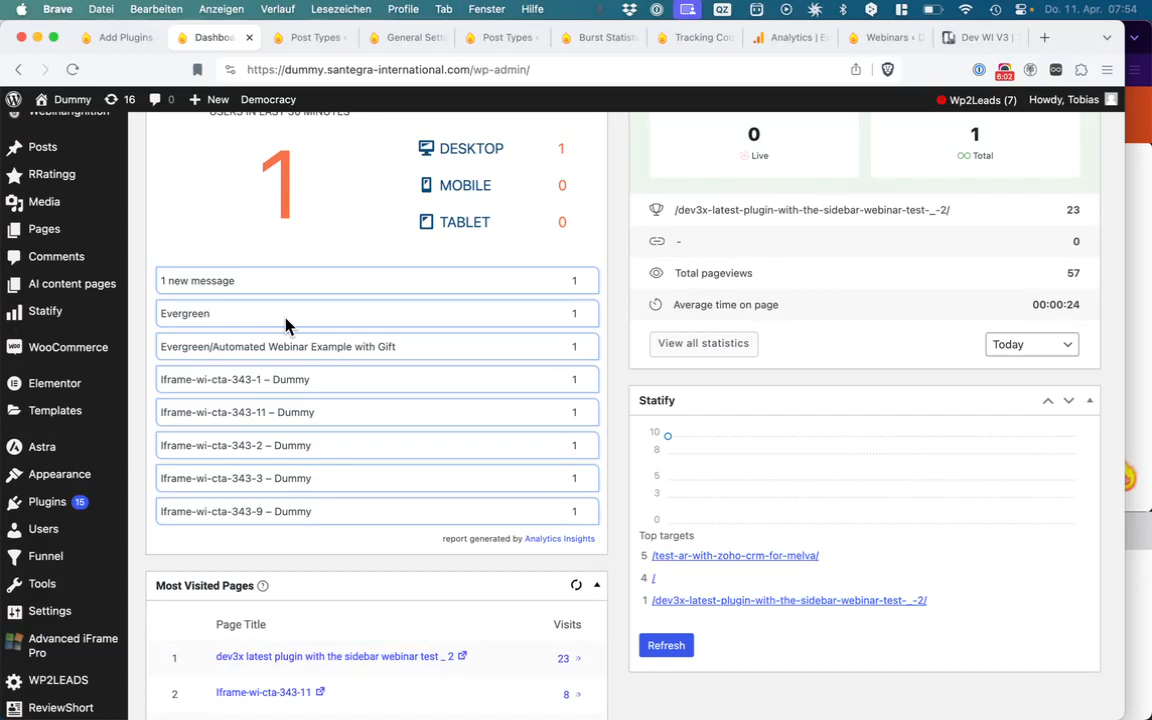 Brave Ablage Bearbeiten Anzeigen Verlauf Lesezeichen Profile Tab Fenster Hilfe QZ Do. 11. Apr. 07:54
Add Plugins Dashboa Post Types General Sett Post Types Burst Statist Tracking Co Analytics | E Webinars ‹ D Dev WI V3 |
https://dummy.santegra-international.com/wp-admin/ 6:02
Dummy 16 0 New Democracy Wp2Leads (7) Howdy, Tobias
WebinarIgnition
Posts
RRatingg
Media
Pages
Comments
AI content pages
Statify
WooCommerce
Elementor
Templates
Astra
Appearance
Plugins 15
Users
Funnel
Tools
Settings
Advanced iFrame
Pro
WP2LEADS
ReviewShort
USERS IN LAST 30 MINUTES
1
DESKTOP 1
MOBILE 0
TABLET 0
1 new message 1
Evergreen 1
Evergreen/Automated Webinar Example with Gift 1
Iframe-wi-cta-343-1 – Dummy 1
Iframe-wi-cta-343-11 – Dummy 1
Iframe-wi-cta-343-2 – Dummy 1
Iframe-wi-cta-343-3 – Dummy 1
Iframe-wi-cta-343-9 – Dummy 1
report generated by Analytics Insights
Most Visited Pages
Page Title Visits
1 dev3x latest plugin with the sidebar webinar test _ 2 23 »
2 Iframe-wi-cta-343-11 8 »
0 1
Live Total
/dev3x-latest-plugin-with-the-sidebar-webinar-test-_-2/ 23
- 0
Total pageviews 57
Average time on page 00:00:24
View all statistics Today
Statify
10
8
5
3
0
Top targets
5 /test-ar-with-zoho-crm-for-melva/
4 /
1 /dev3x-latest-plugin-with-the-sidebar-webinar-test-_-2/
Refresh